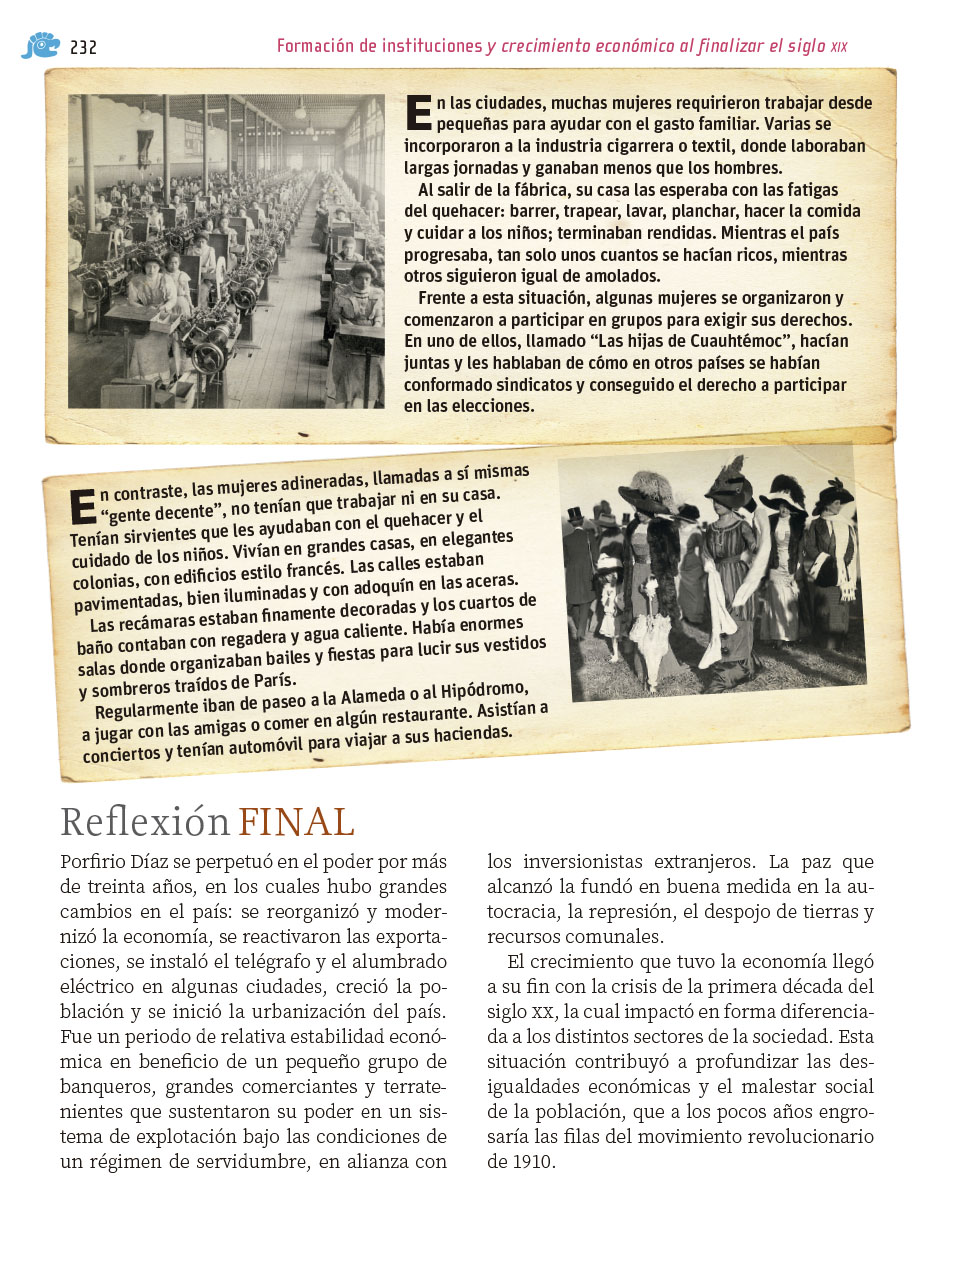 232
Formación de instituciones y crecimiento económico al finalizar el siglo XIX
En las ciudades, muchas mujeres requirieron trabajar desde
pequeñas para ayudar con el gasto familiar. Varias se
incorporaron a la industria cigarrera o textil, donde laboraban
largas jornadas y ganaban menos que los hombres.
Al salir de la fábrica, su casa las esperaba con las fatigas
del quehacer: barrer, trapear, lavar, planchar, hacer la comida
y cuidar a los niños; terminaban rendidas. Mientras el país
progresaba, tan solo unos cuantos se hacían ricos, mientras
otros siguieron igual de amolados.
Frente a esta situación, algunas mujeres se organizaron y
comenzaron a participar en grupos para exigir sus derechos.
En uno de ellos, llamado “Las hijas de Cuauhtémoc”, hacían
juntas y les hablaban de cómo en otros países se habían
conformado sindicatos y conseguido el derecho a participar
en las elecciones.
En contraste, las mujeres adineradas, llamadas a sí mismas
“gente decente”, no tenían que trabajar ni en su casa.
Tenían sirvientes que les ayudaban con el quehacer y el
cuidado de los niños. Vivían en grandes casas, en elegantes
colonias, con edificios estilo francés. Las calles estaban
pavimentadas, bien iluminadas y con adoquín en las aceras.
Las recámaras estaban finamente decoradas y los cuartos de
baño contaban con regadera y agua caliente. Había enormes
salas donde organizaban bailes y fiestas para lucir sus vestidos
y sombreros traídos de París.
Regularmente iban de paseo a la Alameda o al Hipódromo,
a jugar con las amigas o comer en algún restaurante. Asistían a
conciertos y tenían automóvil para viajar a sus haciendas.
Reflexión FINAL
Porfirio Díaz se perpetuó en el poder por más
de treinta años, en los cuales hubo grandes
cambios en el país: se reorganizó y moder-
nizó la economía, se reactivaron las exporta-
ciones, se instaló el telégrafo y el alumbrado
eléctrico en algunas ciudades, creció la po-
blación y se inició la urbanización del país.
Fue un periodo de relativa estabilidad econó-
mica en beneficio de un pequeño grupo de
banqueros, grandes comerciantes y terrate-
nientes que sustentaron su poder en un sis-
tema de explotación bajo las condiciones de
un régimen de servidumbre, en alianza con
los inversionistas extranjeros. La paz que
alcanzó la fundó en buena medida en la au-
tocracia, la represión, el despojo de tierras y
recursos comunales.
El crecimiento que tuvo la economía llegó
a su fin con la crisis de la primera década del
siglo XX, la cual impactó en forma diferencia-
da a los distintos sectores de la sociedad. Esta
situación contribuyó a profundizar las des-
igualdades económicas y el malestar social
de la población, que a los pocos años engro-
saría las filas del movimiento revolucionario
de 1910.